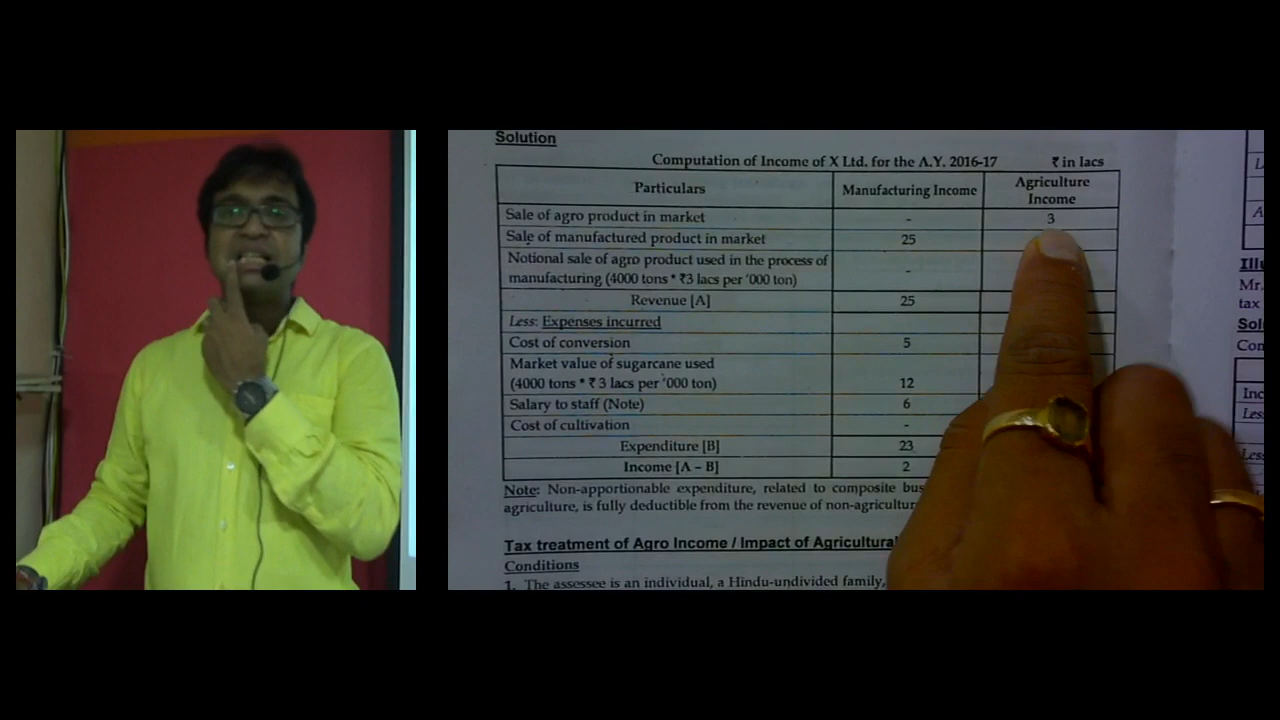 Solution
Computation of Income of X Ltd. for the A.Y. 2016-17 ₹ in lacs
Particulars Manufacturing Income Agriculture Income
Sale of agro product in market - 3
Sale of manufactured product in market 25
Notional sale of agro product used in the process of
manufacturing (4000 tons * ₹3 lacs per '000 ton) -
Revenue [A] 25
Less: Expenses incurred
Cost of conversion 5
Market value of sugarcane used
(4000 tons * ₹ 3 lacs per '000 ton) 12
Salary to staff (Note) 6
Cost of cultivation -
Expenditure [B] 23
Income [A – B] 2
Note: Non-apportionable expenditure, related to composite
agriculture, is fully deductible from the revenue of
Tax treatment of Agro Income / Impact of Agricultural
Conditions
1. The assessee is an individual, a Hindu-undivided family,
Mr.
tax